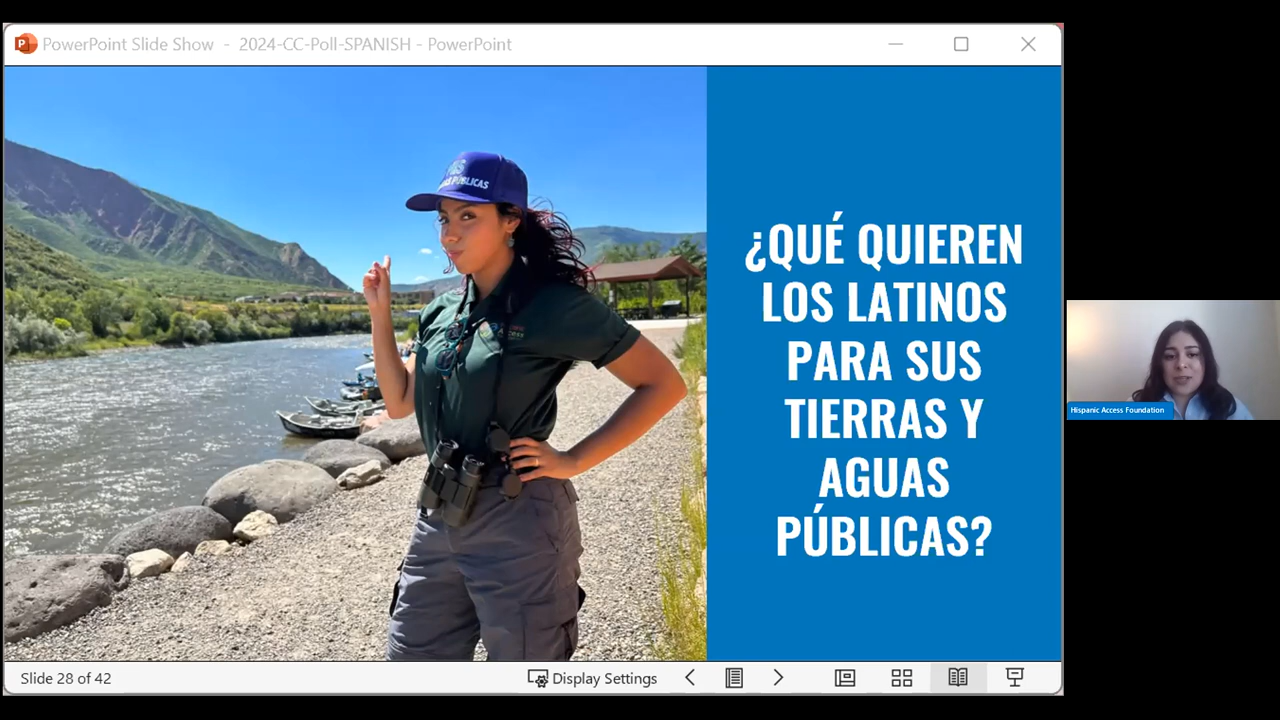 PowerPoint Slide Show - 2024-CC-Poll-SPANISH - PowerPoint
PÚBLICAS
¿QUÉ QUIEREN
LOS LATINOS
PARA SUS
TIERRAS Y
AGUAS
PÚBLICAS?
Hispanic Access Foundation
Slide 28 of 42
Display Settings